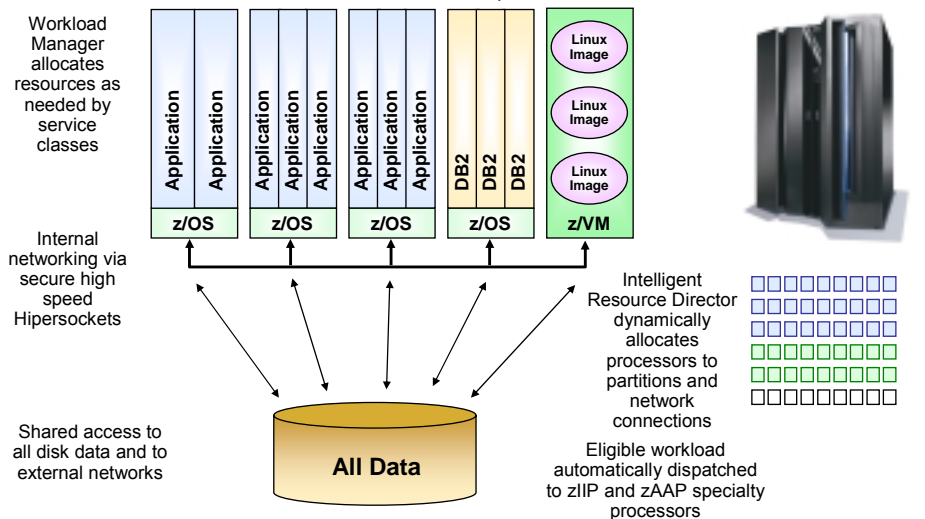 Workload
Manager
allocates
resources as
needed by
service
classes
Application
Application
z/OS
Application
Application
Application
z/OS
Application
Application
Application
z/OS
DB2
DB2
DB2
z/OS
Linux
Image
Linux
Image
Linux
Image
z/VM
Internal
networking via
secure high
speed
Hipersockets
Intelligent
Resource Director
dynamically
allocates
processors to
partitions and
network
connections
Shared access to
all disk data and to
external networks
All Data
Eligible workload
automatically dispatched
to zIIP and zAAP specialty
processors